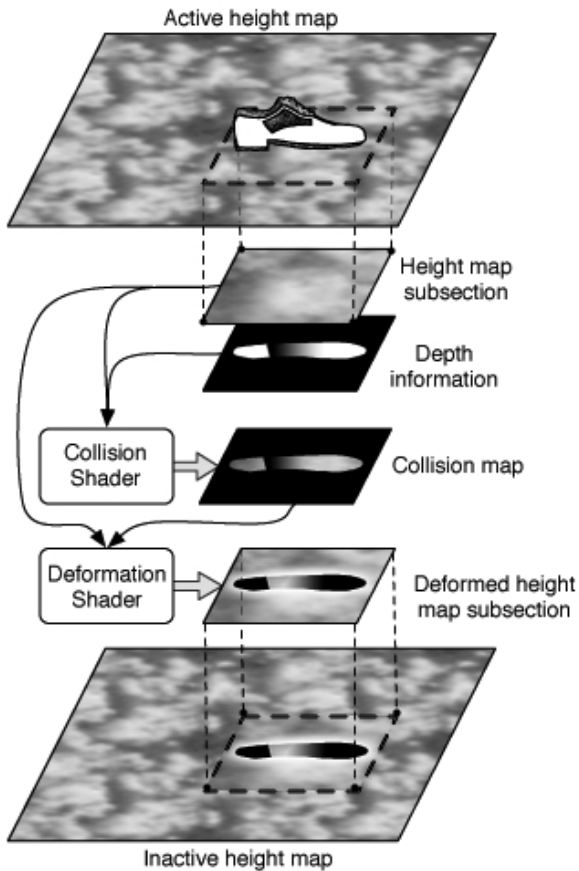 Active height map
Height map
subsection
Depth
information
Collision
Shader
Collision map
Deformation
Shader
Deformed height
map subsection
Inactive height map